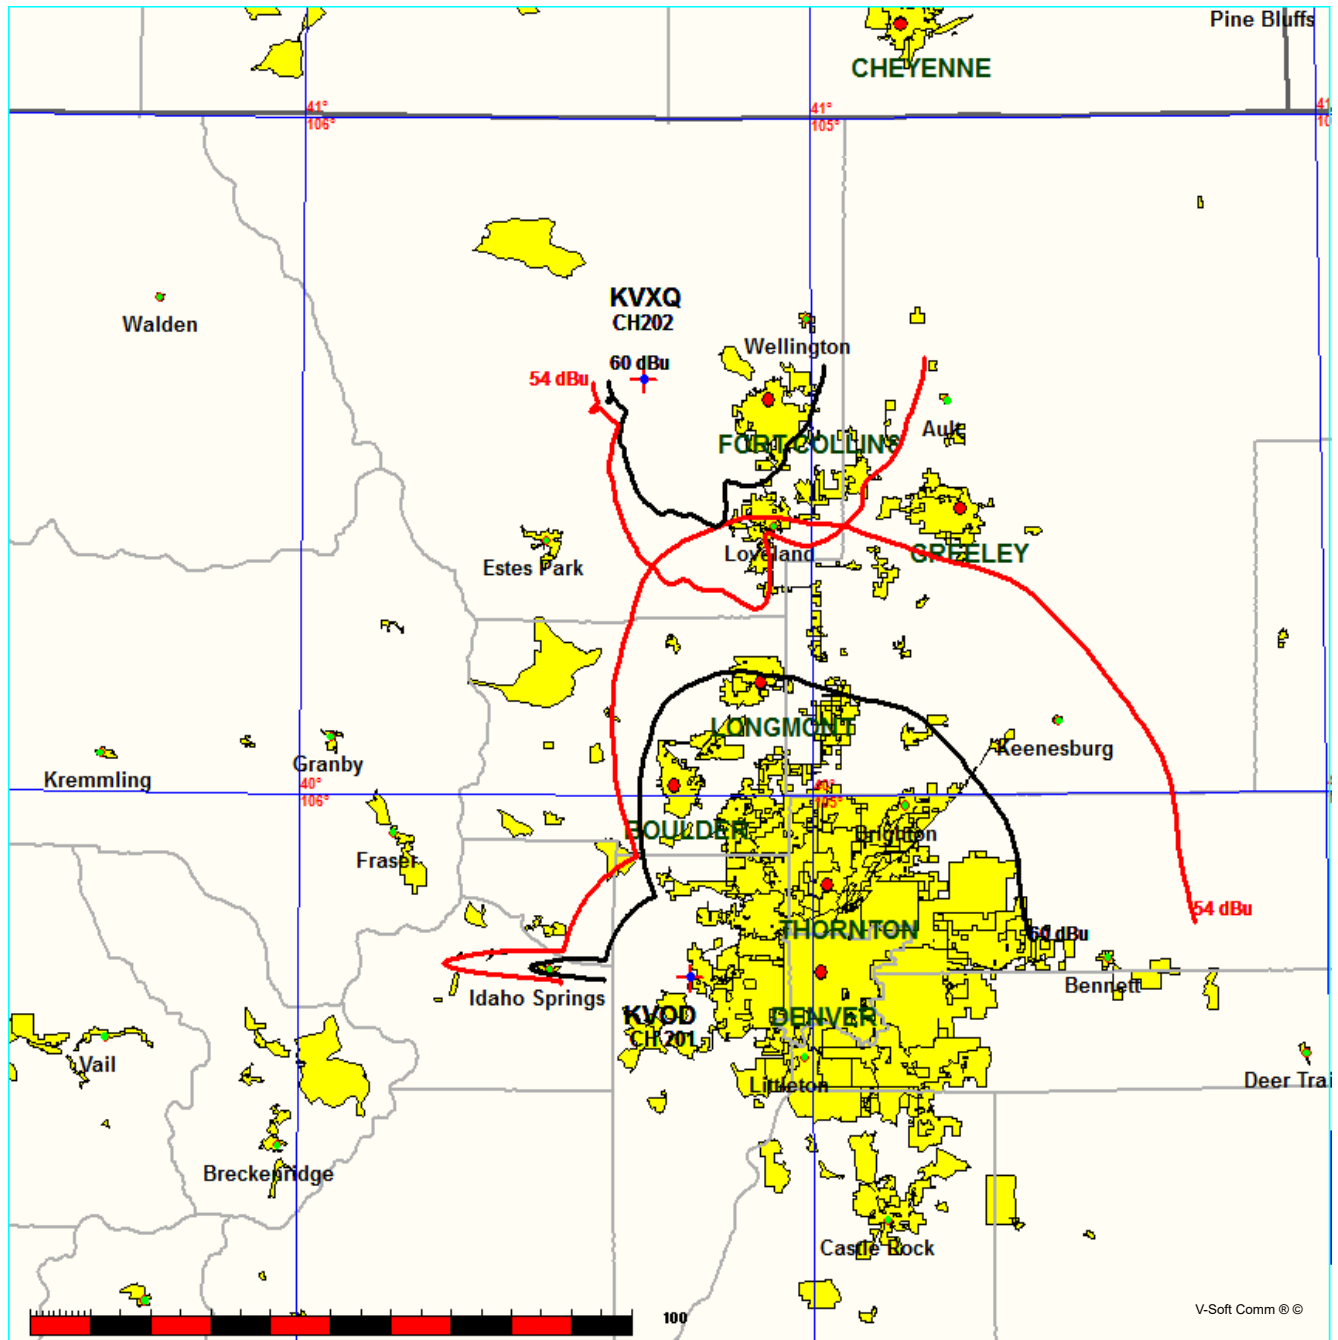 Pine Bluffs
CHEYENNE
41°
106°
41°
105°
41
10
KVXQ
CH202
Walden
Wellington
60 dBu
54 dBu
Ault
FORT COLLINS
Loveland
GREELEY
Estes Park
LONGMONT
Keenesburg
Granby
Kremmling
40°
106°
40°
105°
BOULDER
Brighton
Fraser
54 dBu
THORNTON
60 dBu
Bennett
Idaho Springs
KVOD
CH 201
DENVER
Vail
Littleton
Deer Trai
Breckenridge
Castle Rock
100
V-Soft Comm ® ©